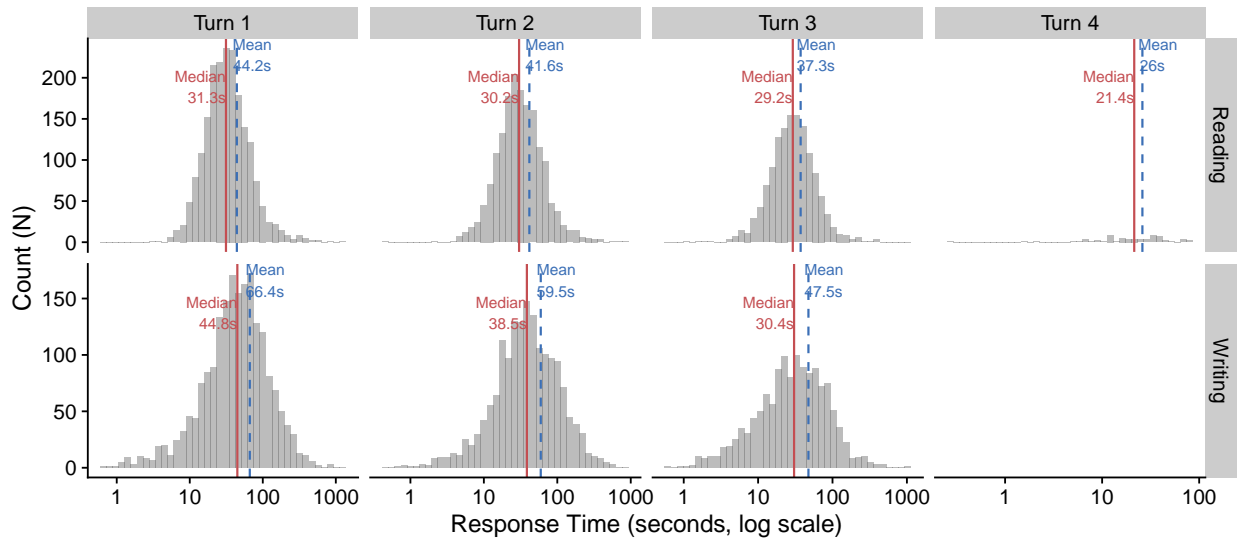 Turn 1 Turn 2 Turn 3 Turn 4
Mean Mean Mean Mean
44.2s 41.6s 37.3s 26s
Median Median Median Median
31.3s 30.2s 29.2s 21.4s
200
150
100
50
0
Reading
Count (N)
Mean Mean Mean
66.4s 59.5s 47.5s
Median Median Median
44.8s 38.5s 30.4s
150
100
50
0
Writing
1 10 100 1000 1 10 100 1000 1 10 100 1000 1 10 100
Response Time (seconds, log scale)